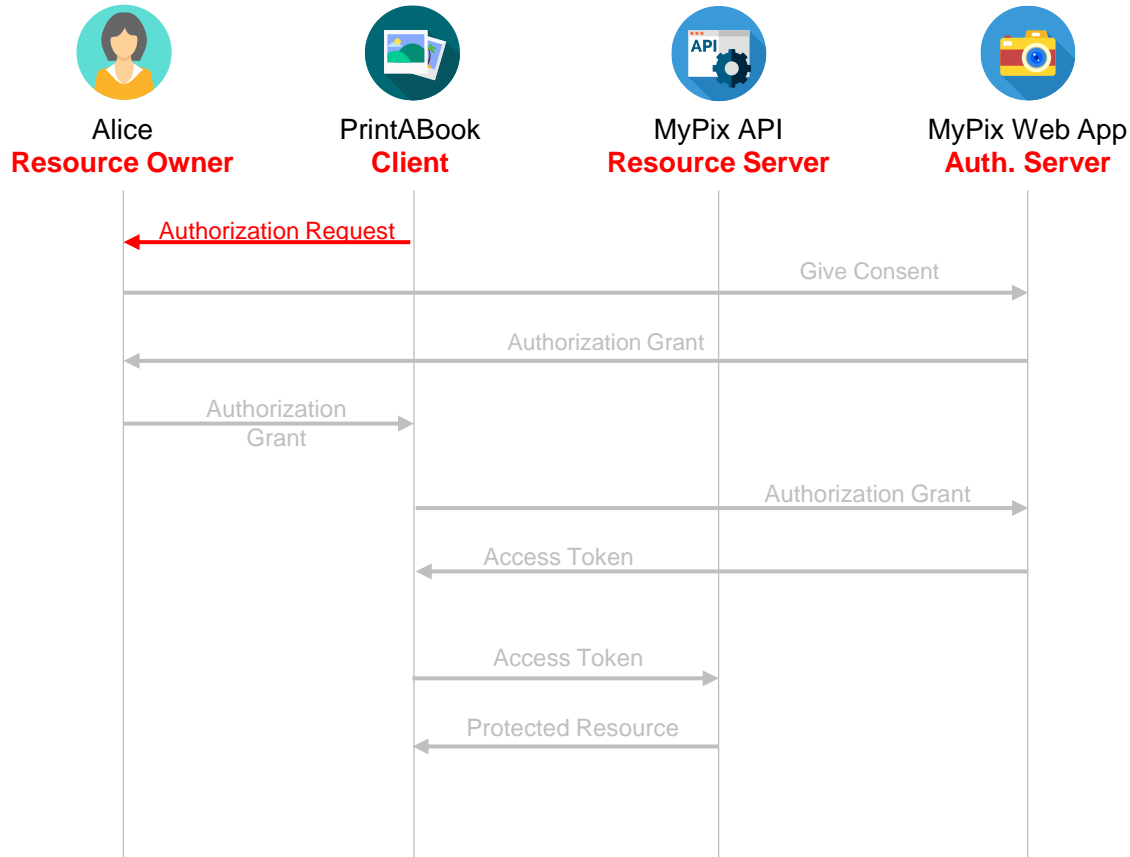 API
Alice
Resource Owner
PrintABook
Client
MyPix API
Resource Server
MyPix Web App
Auth. Server
Authorization Request
Give Consent
Authorization Grant
Authorization
Grant
Authorization Grant
Access Token
Access Token
Protected Resource